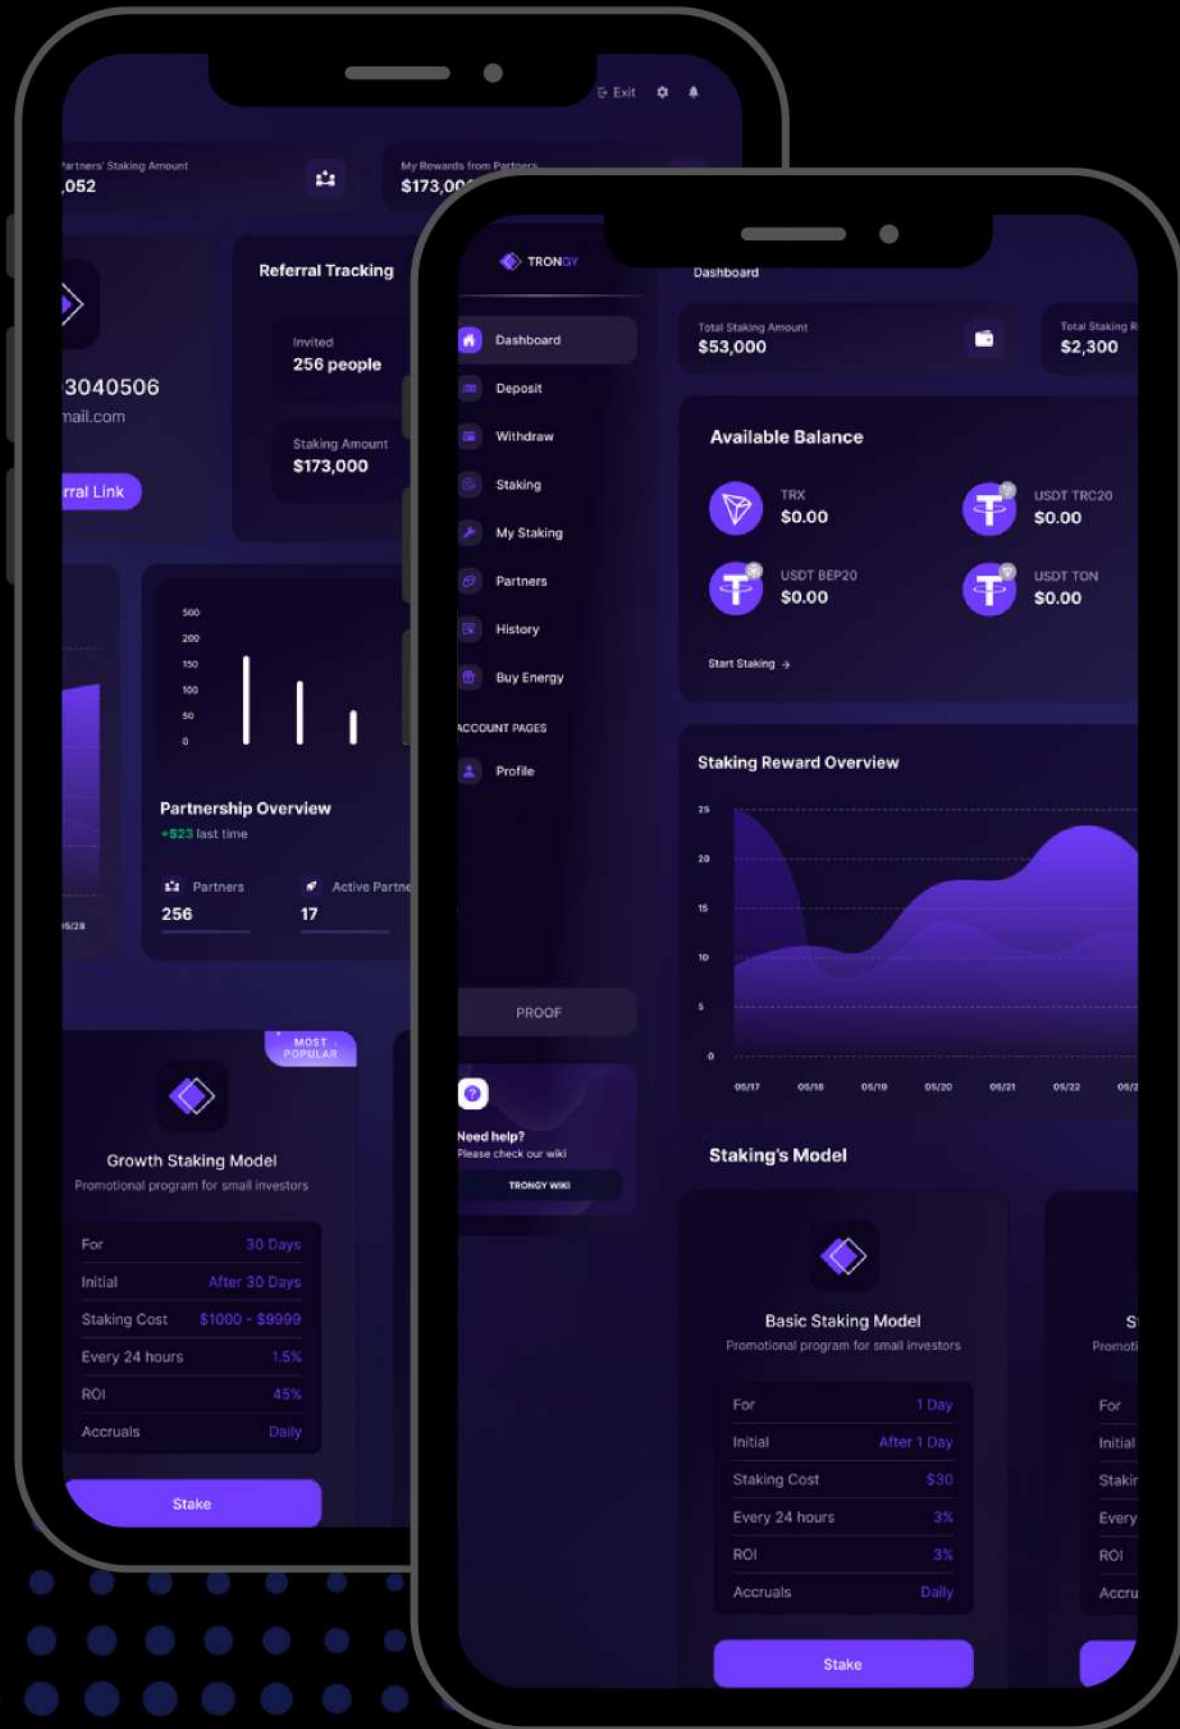 Exit
Partners' Staking Amount
,052
My Rewards from Partners
$173,00
3040506
mail.com
rral Link
Referral Tracking
Invited
256 people
Staking Amount
$173,000
500
200
150
100
50
0
Partnership Overview
+$23 last time
Partners
256
Active Partne
17
05/28
MOST
POPULAR
Growth Staking Model
Promotional program for small investors
For 30 Days
Initial After 30 Days
Staking Cost $1000 - $9999
Every 24 hours 1.5%
ROI 45%
Accruals Daily
Stake
TRONGY
Dashboard
Deposit
Withdraw
Staking
My Staking
Partners
History
Buy Energy
ACCOUNT PAGES
Profile
PROOF
Need help?
Please check our wiki
TRONGY WIKI
Dashboard
Total Staking Amount
$53,000
Total Staking R
$2,300
Available Balance
TRX
$0.00
USDT TRC20
$0.00
USDT BEP20
$0.00
USDT TON
$0.00
Start Staking →
Staking Reward Overview
25
20
15
10
5
0
05/17 05/18 05/19 05/20 05/21 05/22 05/2
Staking's Model
Basic Staking Model
Promotional program for small investors
For 1 Day
Initial After 1 Day
Staking Cost $30
Every 24 hours 3%
ROI 3%
Accruals Daily
Stake
S
Promoti
For
Initial
Stakin
Every
ROI
Accru